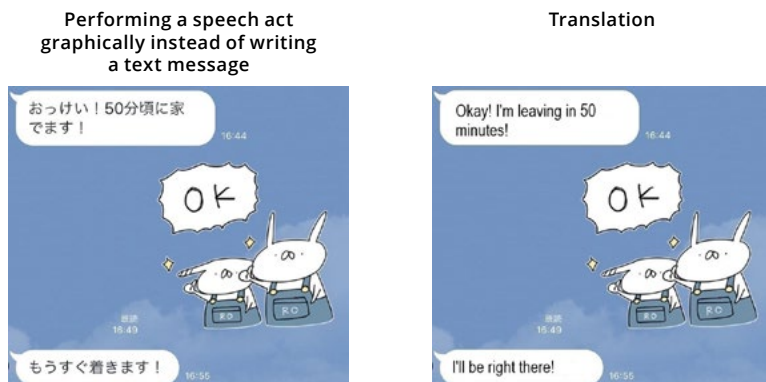 Performing a speech act
graphically instead of writing
a text message
おっけい！50分頃に家
でます！
16:44
OK
RO
RO
既読
16:49
もうすぐ着きます！
16:55
Translation
Okay! I'm leaving in 50
minutes!
16:44
OK
RO
RO
既読
16:49
I'll be right there!
16:55